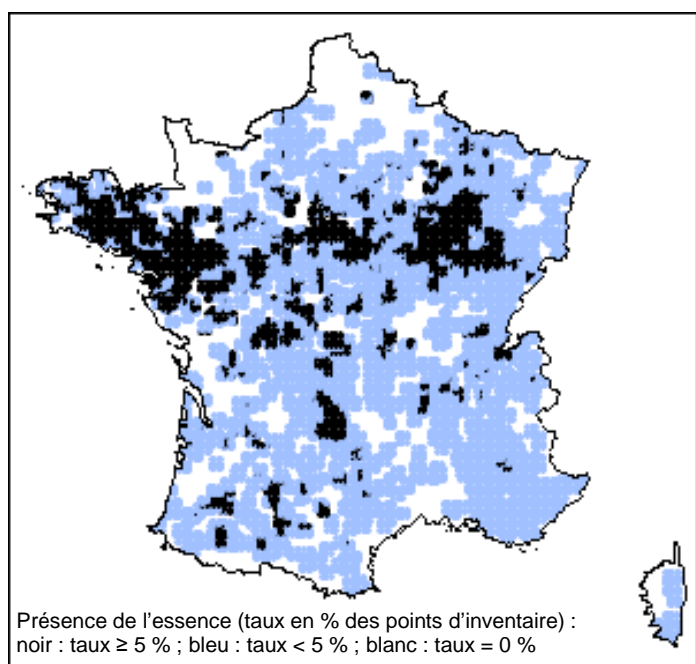 Présence de l’essence (taux en % des points d’inventaire) :
noir : taux ≥ 5 % ; bleu : taux < 5 % ; blanc : taux = 0 %